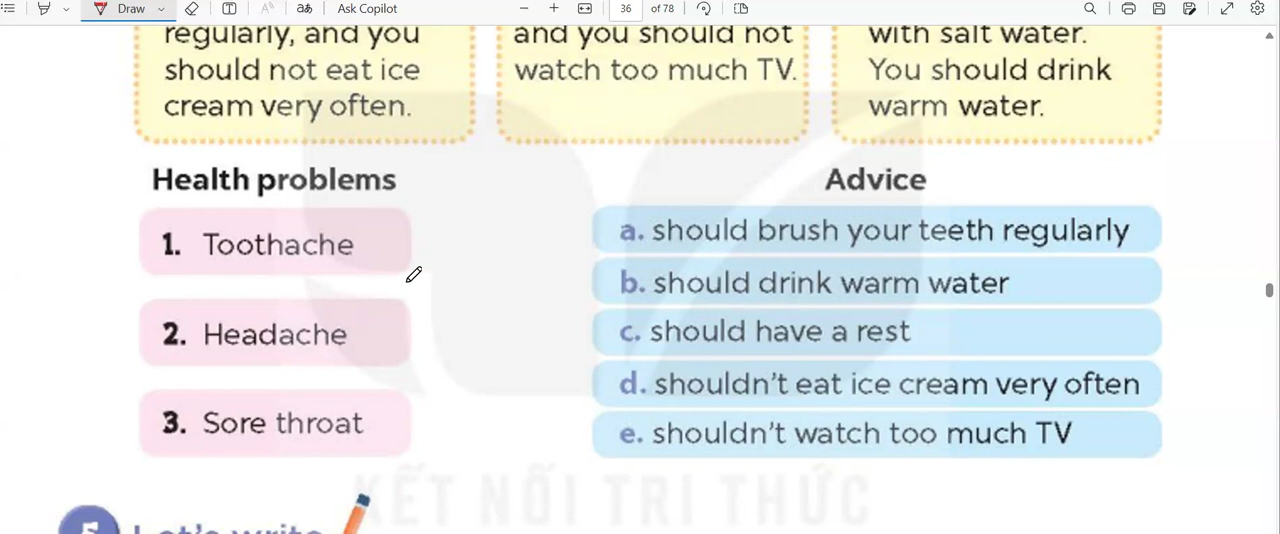 Draw
Ask Copilot
36 of 78
regularly, and you
should not eat ice
cream very often.
and you should not
watch too much TV.
with salt water.
You should drink
warm water.
Health problems
1. Toothache
2. Headache
3. Sore throat
Advice
a. should brush your teeth regularly
b. should drink warm water
c. should have a rest
d. shouldn't eat ice cream very often
e. shouldn't watch too much TV
KẾT NỐI TRI THỨC
5 Let's write